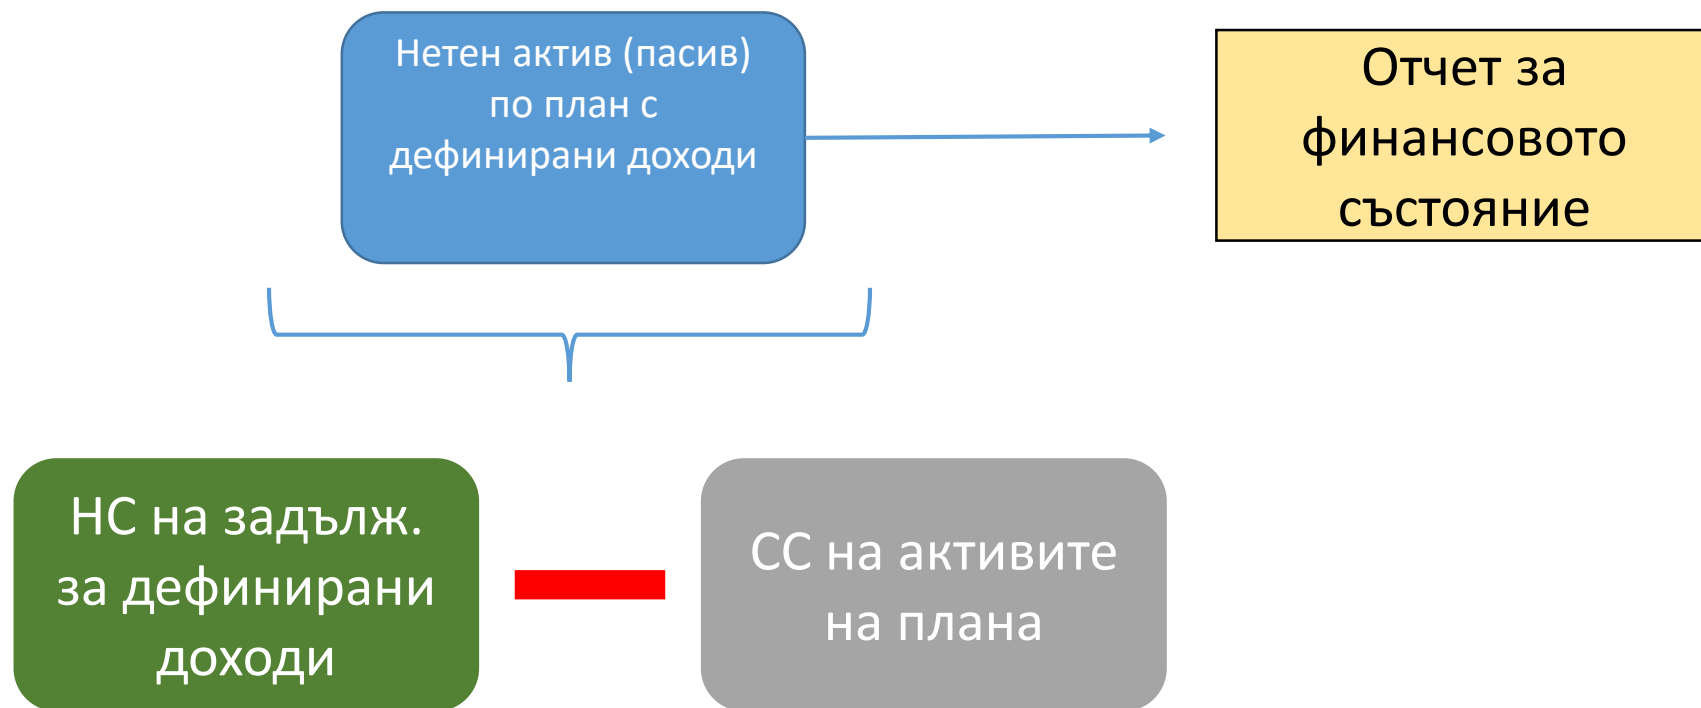 Нетен актив (пасив)
по план с
дефинирани доходи
Отчет за
финансовото
състояние
НС на задълж.
за дефинирани
доходи
СС на активите
на плана